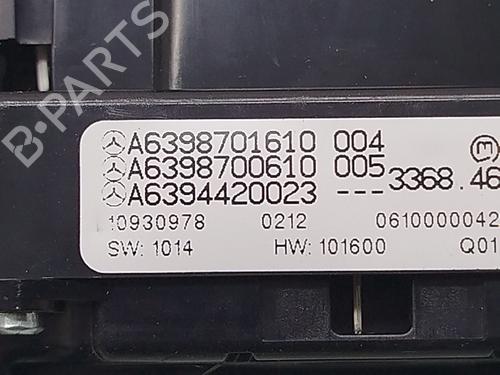 B-PARTS
A6398701610 004
A6398700610 005
A6394420023 --- 3368.46
10930978 0212 0610000042
SW: 1014 HW: 101600 Q01